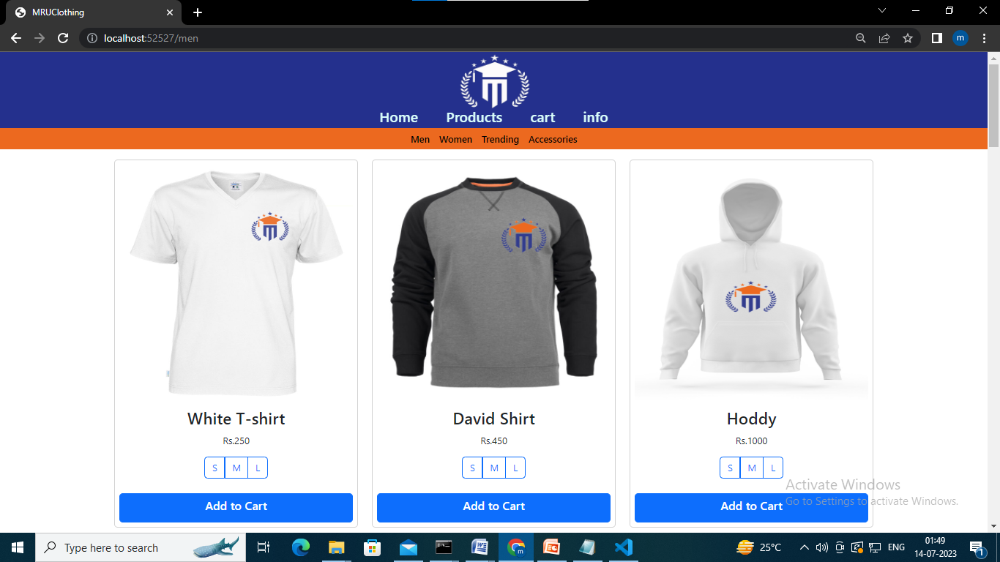 MRUClothing
localhost:52527/men
m
Home Products cart info
Men Women Trending Accessories
White T-shirt
Rs.250
S M L
Add to Cart
David Shirt
Rs.450
S M L
Add to Cart
Hoddy
Rs.1000
S M L
Add to Cart
Activate Windows
Go to Settings to activate Windows.
Type here to search
25°C
ENG
01:49
14-07-2023
1